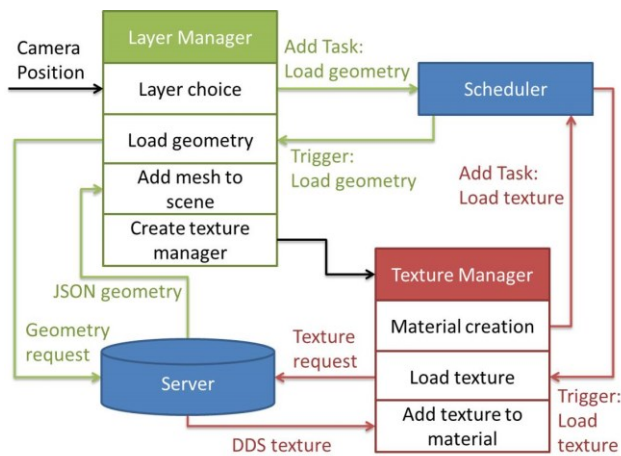 Layer Manager
Camera
Position
Add Task:
Load geometry
Layer choice
Scheduler
Load geometry
Trigger:
Load geometry
Add Task:
Load texture
Add mesh to
scene
Create texture
manager
Texture Manager
JSON geometry
Material creation
Geometry
request
Texture
request
Server
Load texture
Trigger:
Load
texture
Add texture to
material
DDS texture